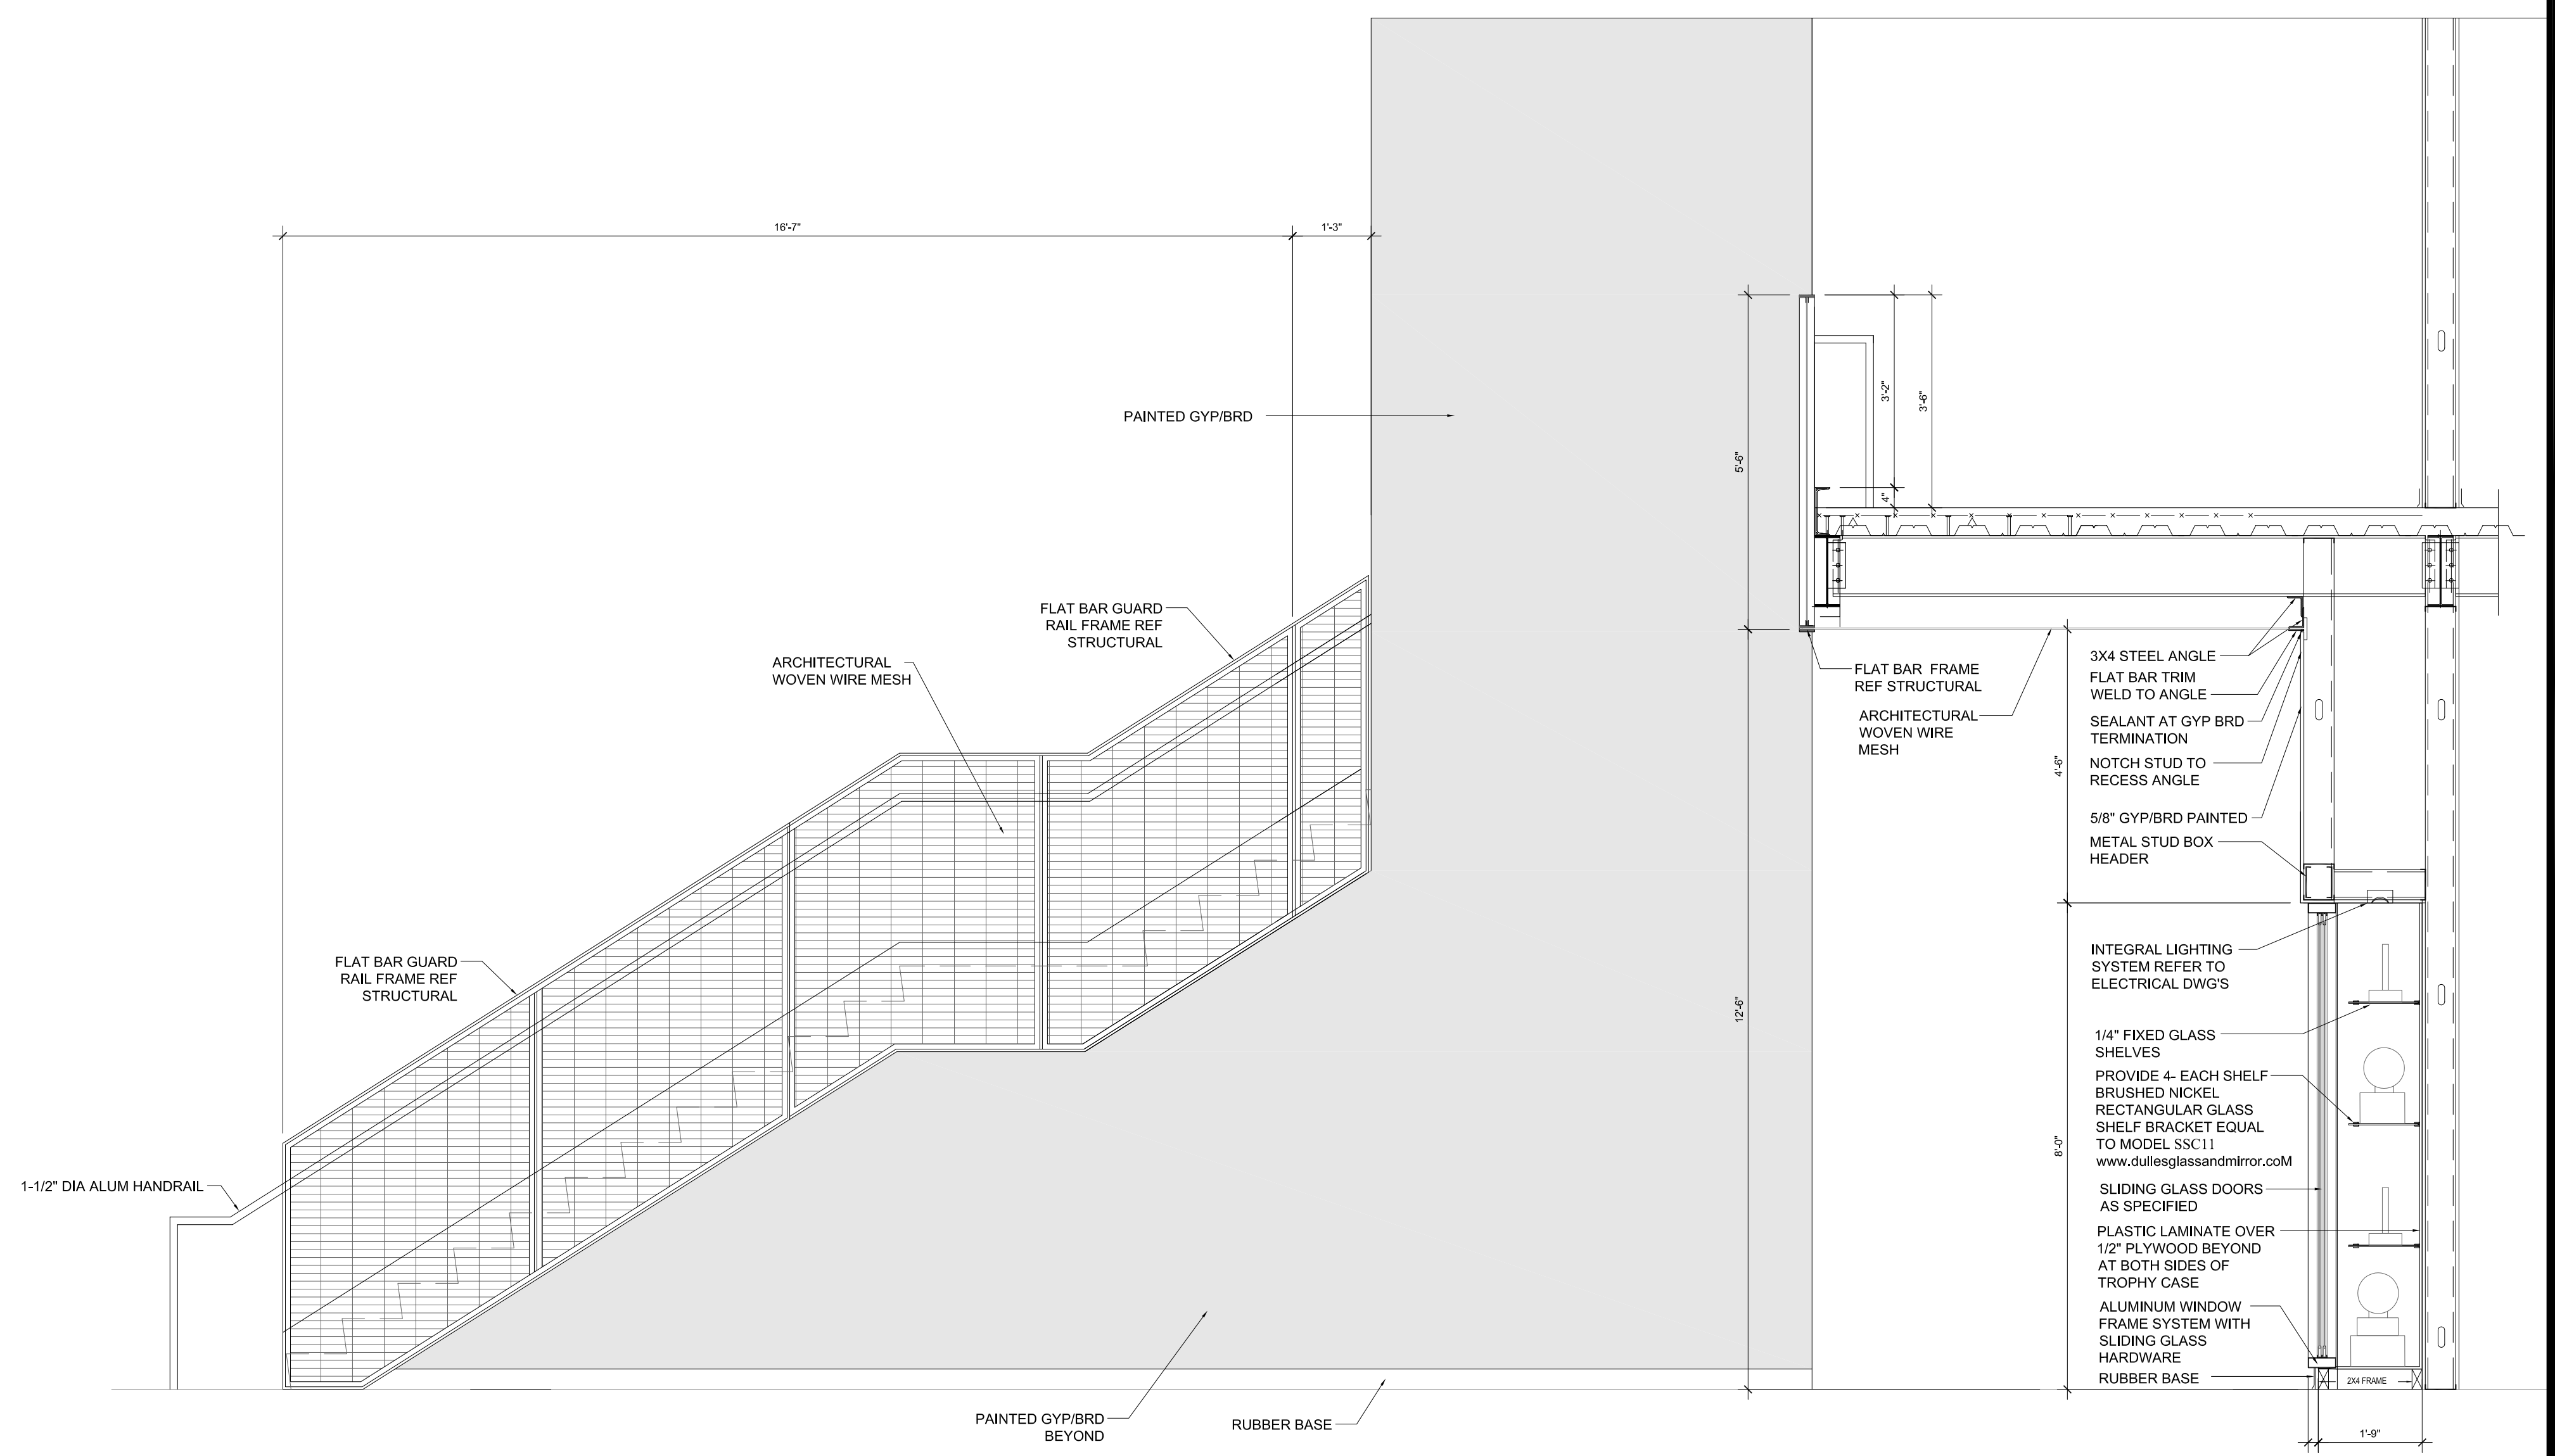 16'-7"
1'-3"
PAINTED GYP/BRD
5'-6"
3'-2"
4"
3'-6"
FLAT BAR GUARD
RAIL FRAME REF
STRUCTURAL
ARCHITECTURAL
WOVEN WIRE MESH
FLAT BAR GUARD
RAIL FRAME REF
STRUCTURAL
1-1/2" DIA ALUM HANDRAIL
PAINTED GYP/BRD
BEYOND
RUBBER BASE
12'-6"
FLAT BAR FRAME
REF STRUCTURAL
ARCHITECTURAL
WOVEN WIRE
MESH
4'-6"
8'-0"
3X4 STEEL ANGLE
FLAT BAR TRIM
WELD TO ANGLE
SEALANT AT GYP BRD
TERMINATION
NOTCH STUD TO
RECESS ANGLE
5/8" GYP/BRD PAINTED
METAL STUD BOX
HEADER
INTEGRAL LIGHTING
SYSTEM REFER TO
ELECTRICAL DWG'S
1/4" FIXED GLASS
SHELVES
PROVIDE 4- EACH SHELF
BRUSHED NICKEL
RECTANGULAR GLASS
SHELF BRACKET EQUAL
TO MODEL SSC11
www.dullesglassandmirror.coM
SLIDING GLASS DOORS
AS SPECIFIED
PLASTIC LAMINATE OVER
1/2" PLYWOOD BEYOND
AT BOTH SIDES OF
TROPHY CASE
ALUMINUM WINDOW
FRAME SYSTEM WITH
SLIDING GLASS
HARDWARE
RUBBER BASE
2X4 FRAME
1'-9"